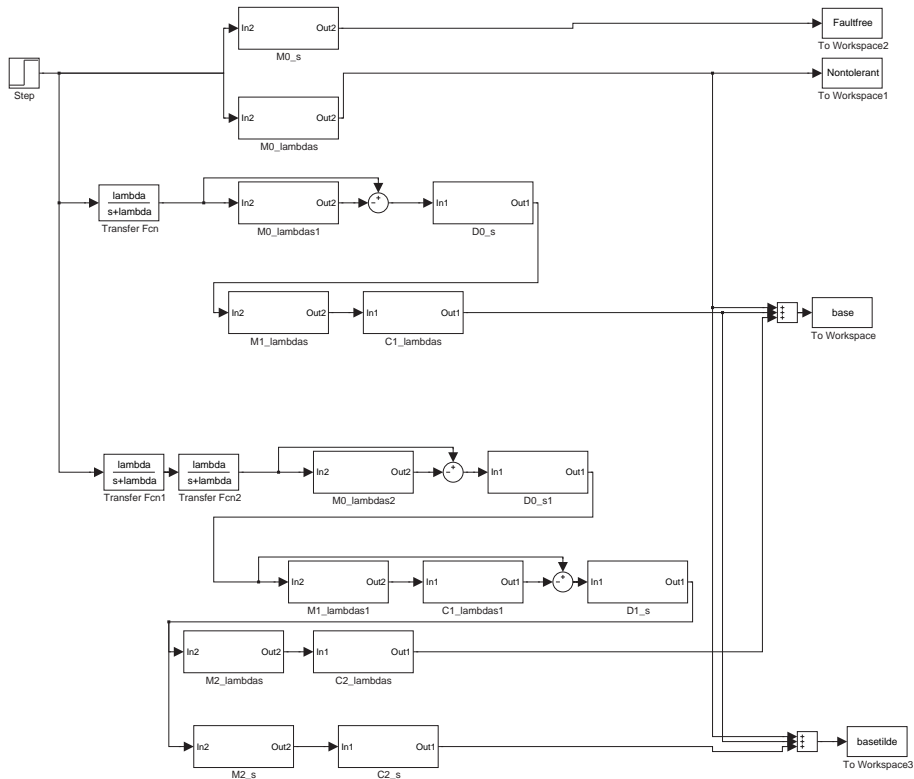 In2 Out2
M0_s
Faultfree
To Workspace2
Step
Nontolerant
To Workspace1
In2 Out2
M0_lambdas
lambda
s+lambda
Transfer Fcn
In2 Out2
M0_lambdas1
In1 Out1
D0_s
In2 Out2
M1_lambdas
In1 Out1
C1_lambdas
base
To Workspace
lambda
s+lambda
Transfer Fcn1
lambda
s+lambda
Transfer Fcn2
In2 Out2
M0_lambdas2
In1 Out1
D0_s1
In2 Out2
M1_lambdas1
In1 Out1
C1_lambdas1
In1 Out1
D1_s
In2 Out2
M2_lambdas
In1 Out1
C2_lambdas
In2 Out2
M2_s
In1 Out1
C2_s
basetilde
To Workspace3